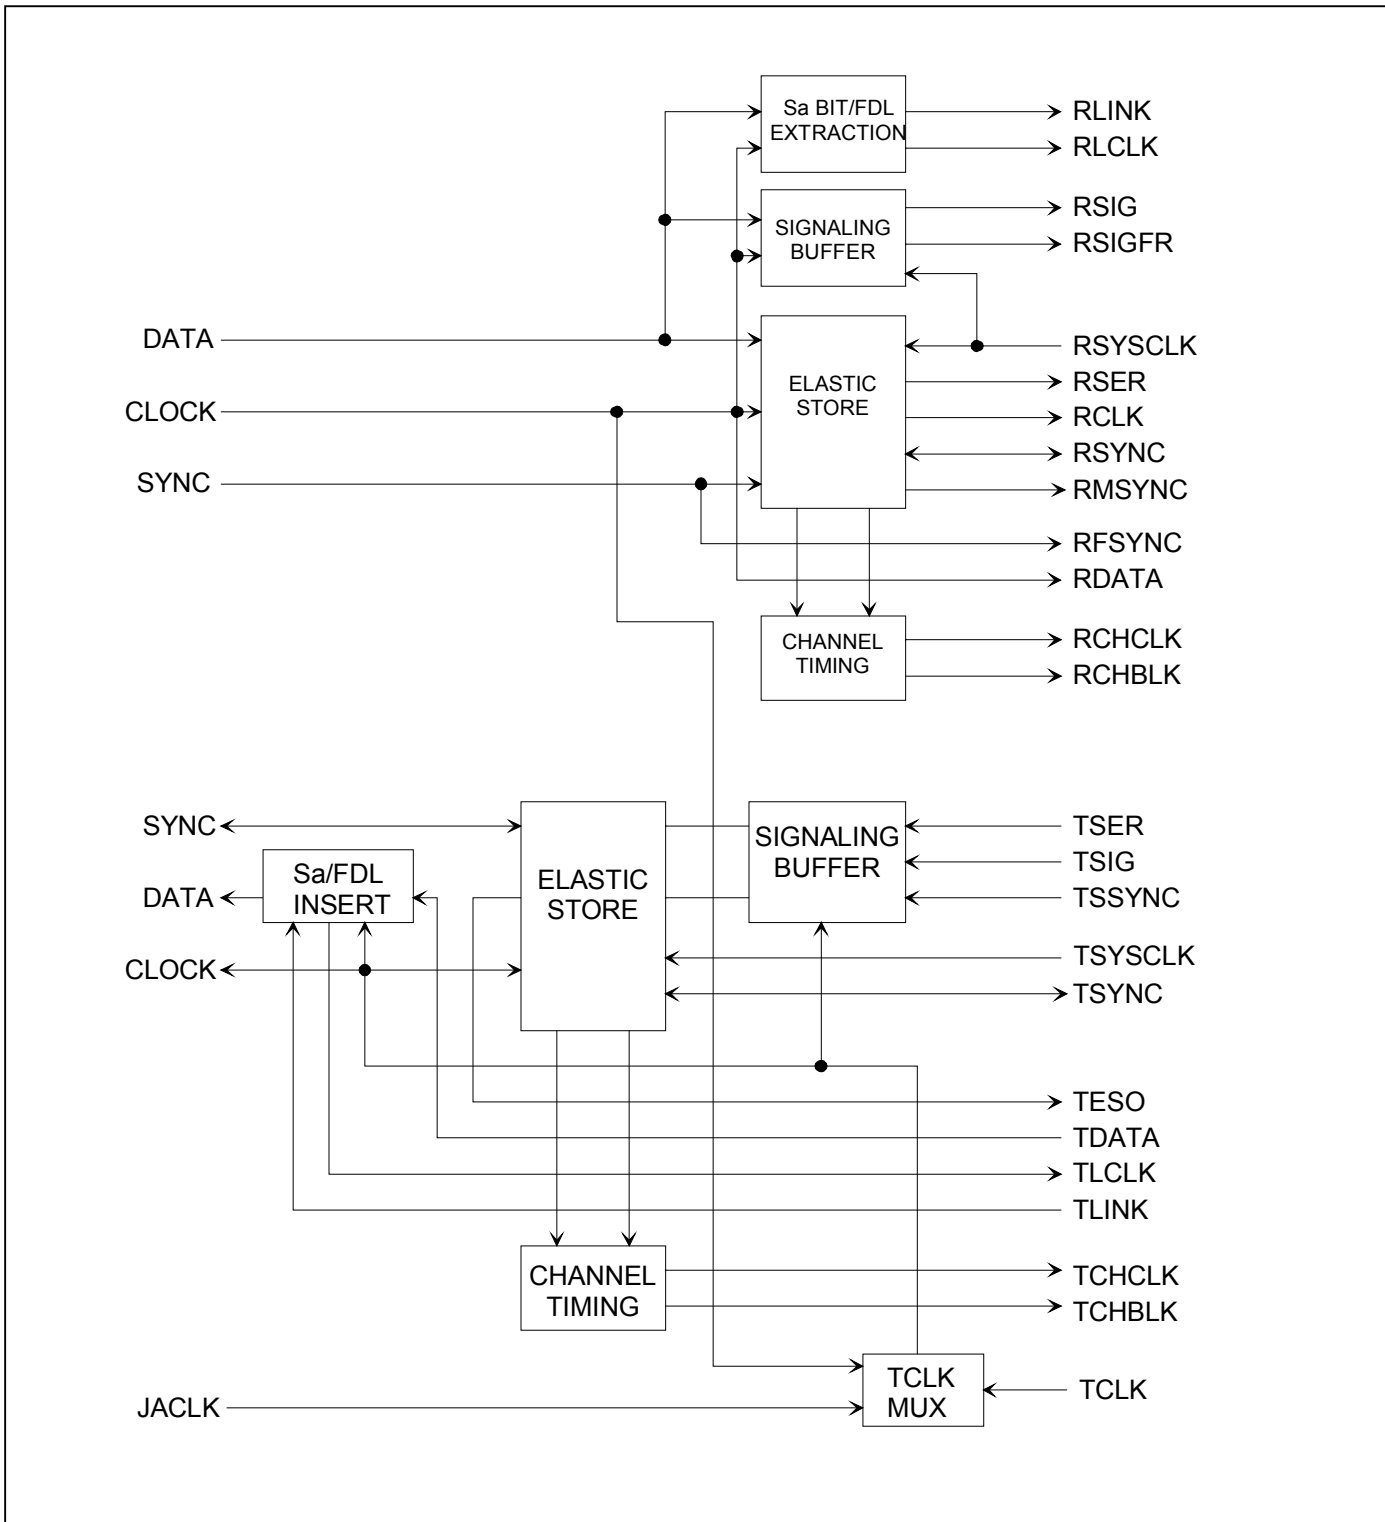 Sa BIT/FDL
EXTRACTION
RLINK
RLCLK
SIGNALING
BUFFER
RSIG
RSIGFR
DATA
CLOCK
SYNC
ELASTIC
STORE
RSYSCLK
RSER
RCLK
RSYNC
RMSYNC
RFSYNC
RDATA
CHANNEL
TIMING
RCHCLK
RCHBLK
SYNC
DATA
CLOCK
Sa/FDL
INSERT
ELASTIC
STORE
SIGNALING
BUFFER
TSER
TSIG
TSSYNC
TSYSCLK
TSYNC
TESO
TDATA
TLCLK
TLINK
CHANNEL
TIMING
TCHCLK
TCHBLK
JACLK
TCLK
MUX
TCLK